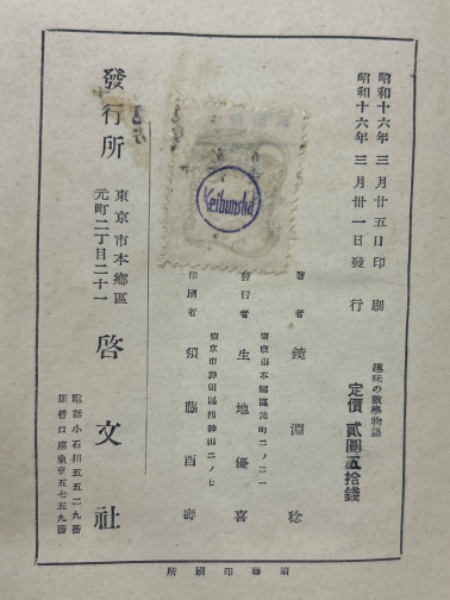 昭和十六年 三月廿五日印刷
昭和十六年 三月廿一日發行
趣味の數學物語
定價 貳圓五拾錢
著者 鍵淵稔
東京市本鄕區元町二ノ二一
發行者 生地優喜
東京市神田區西神田二ノ七
印刷者 須藤酉壽
Keibunsha
發行所
東京市本鄕區
元町二丁目二十一
啓文社
電話小石川五五二九番
振替口座東京五七五九番
須藤印刷所